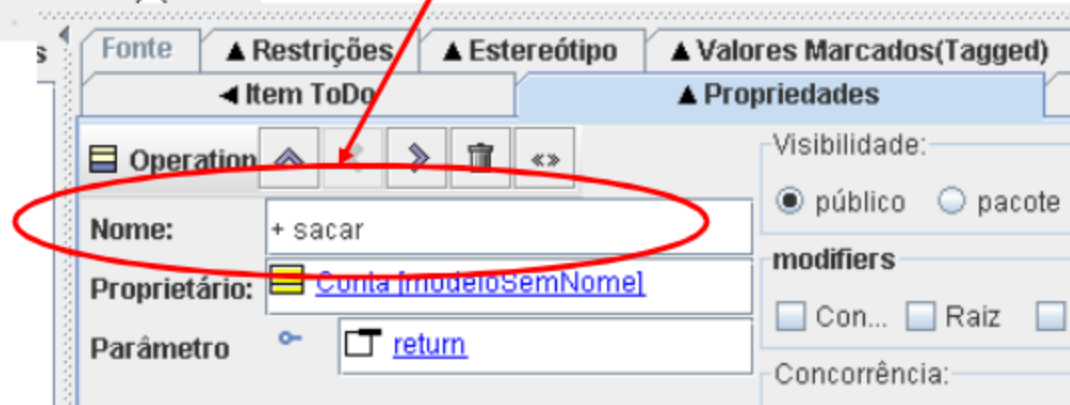 s
Fonte ▲ Restrições ▲ Estereótipo ▲ Valores Marcados(Tagged)
◀ Item ToDo ▲ Propriedades
Operation «»
Nome: + sacar
Proprietário: Conta [modeloSemNome]
Parâmetro return
Visibilidade:
público pacote
modifiers
Con... Raiz
Concorrência: